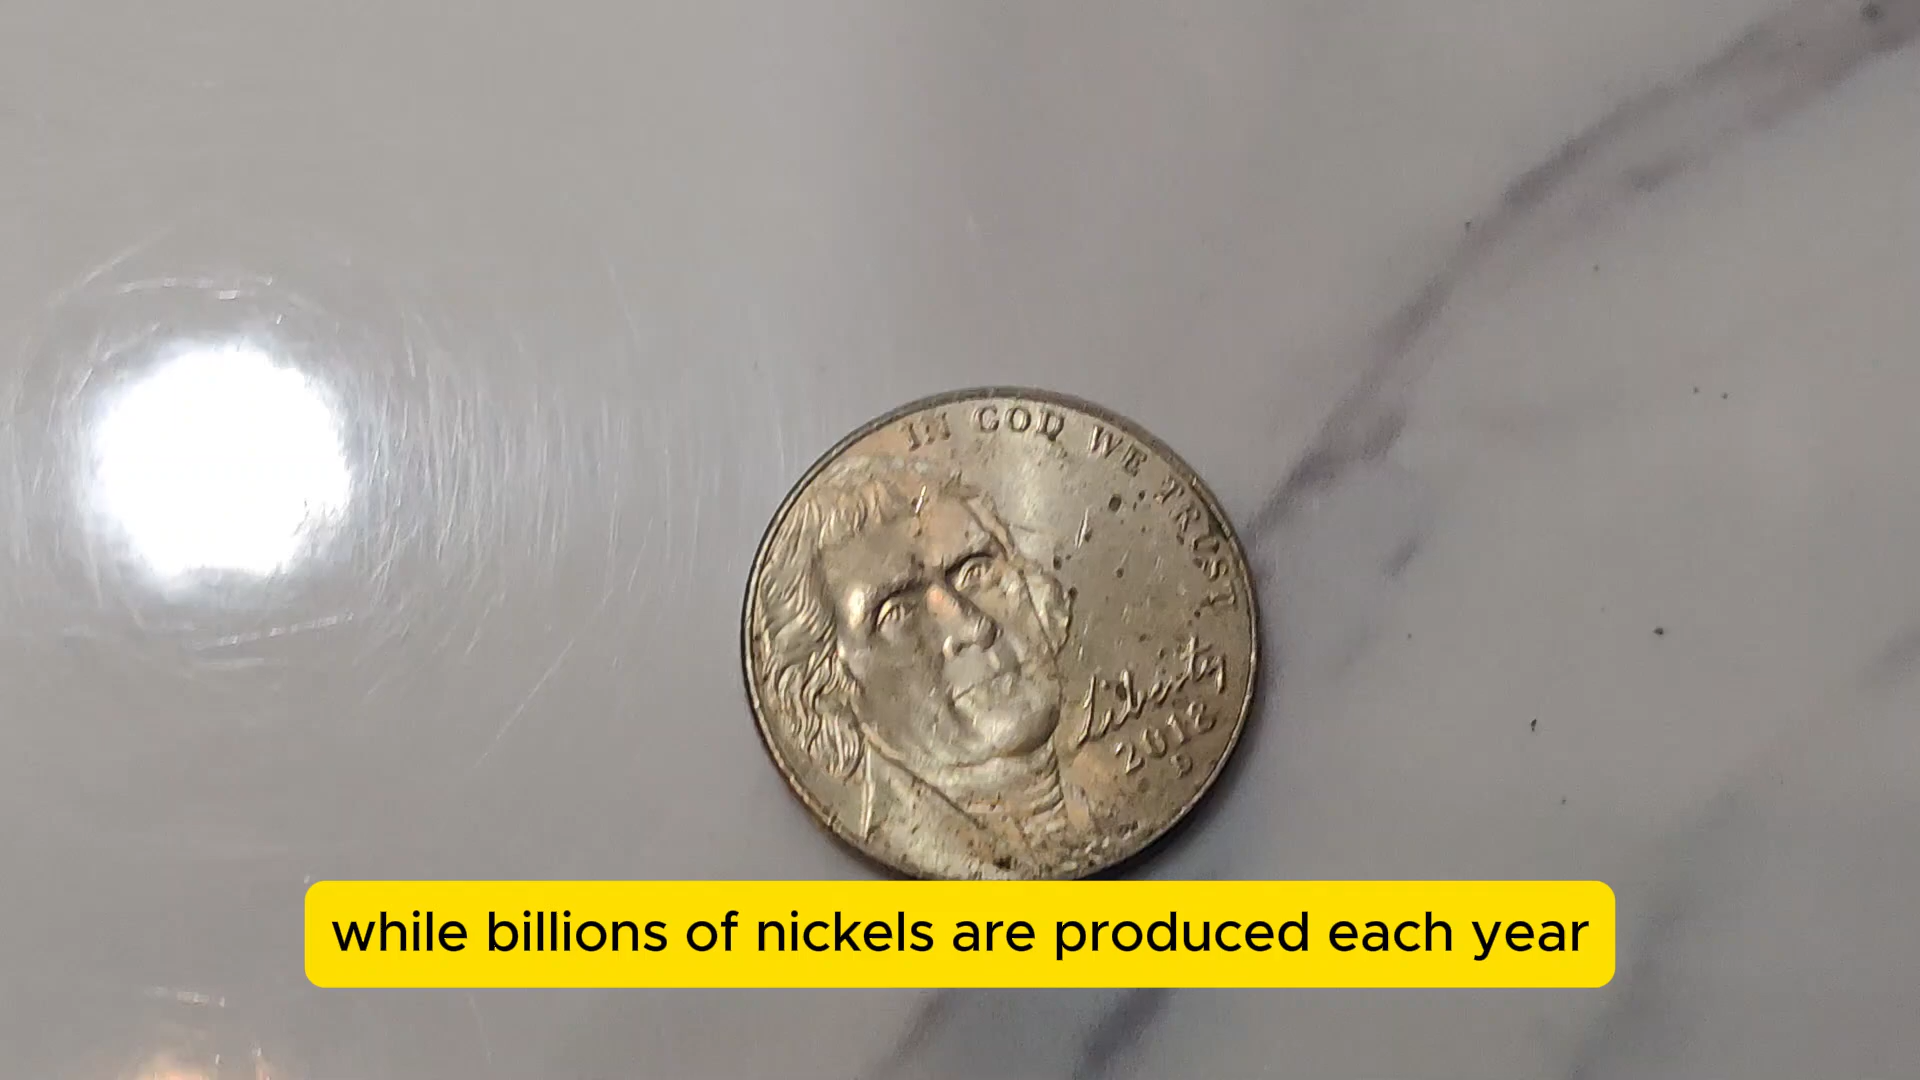 IN GOD WE TRUST
Liberty
2018
D
while billions of nickels are produced each year